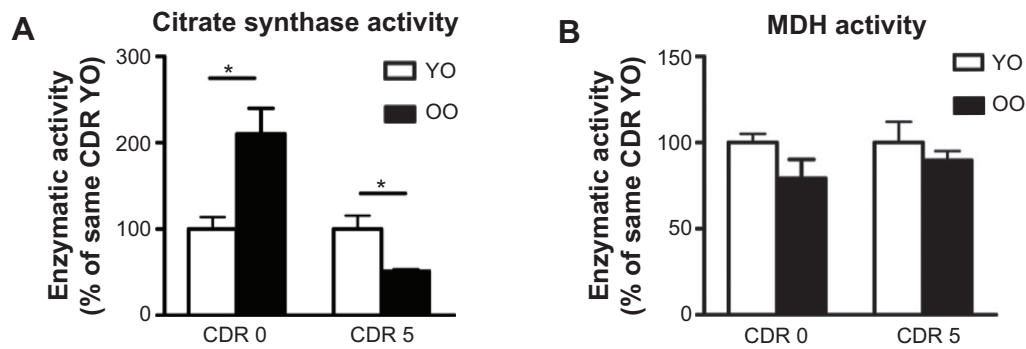 A
Citrate synthase activity
Enzymatic activity
(% of same CDR YO)
300
200
100
0
*
*
YO
OO
CDR 0
CDR 5
B
MDH activity
Enzymatic activity
(% of same CDR YO)
150
100
50
0
YO
OO
CDR 0
CDR 5